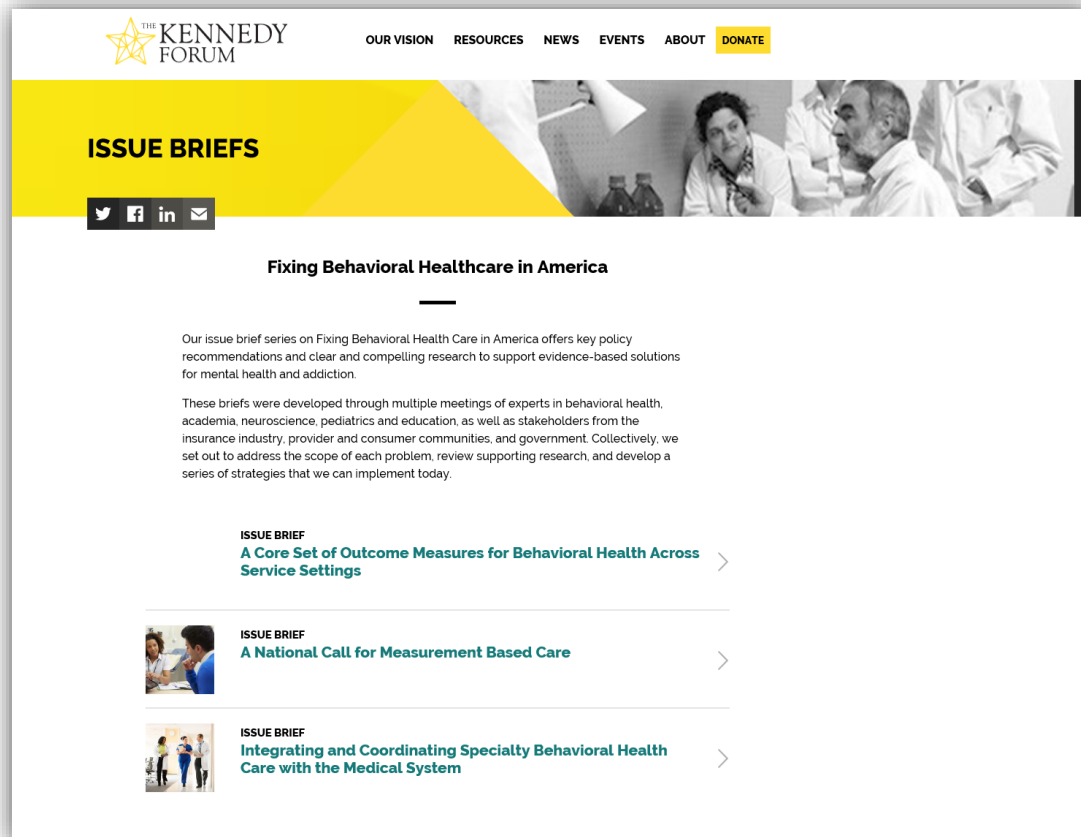 THE
KENNEDY
FORUM
OUR VISION RESOURCES NEWS EVENTS ABOUT DONATE
ISSUE BRIEFS
Fixing Behavioral Healthcare in America
Our issue brief series on Fixing Behavioral Health Care in America offers key policy
recommendations and clear and compelling research to support evidence-based solutions
for mental health and addiction.
These briefs were developed through multiple meetings of experts in behavioral health,
academia, neuroscience, pediatrics and education, as well as stakeholders from the
insurance industry, provider and consumer communities, and government. Collectively, we
set out to address the scope of each problem, review supporting research, and develop a
series of strategies that we can implement today.
ISSUE BRIEF
A Core Set of Outcome Measures for Behavioral Health Across
Service Settings
ISSUE BRIEF
A National Call for Measurement Based Care
ISSUE BRIEF
Integrating and Coordinating Specialty Behavioral Health
Care with the Medical System